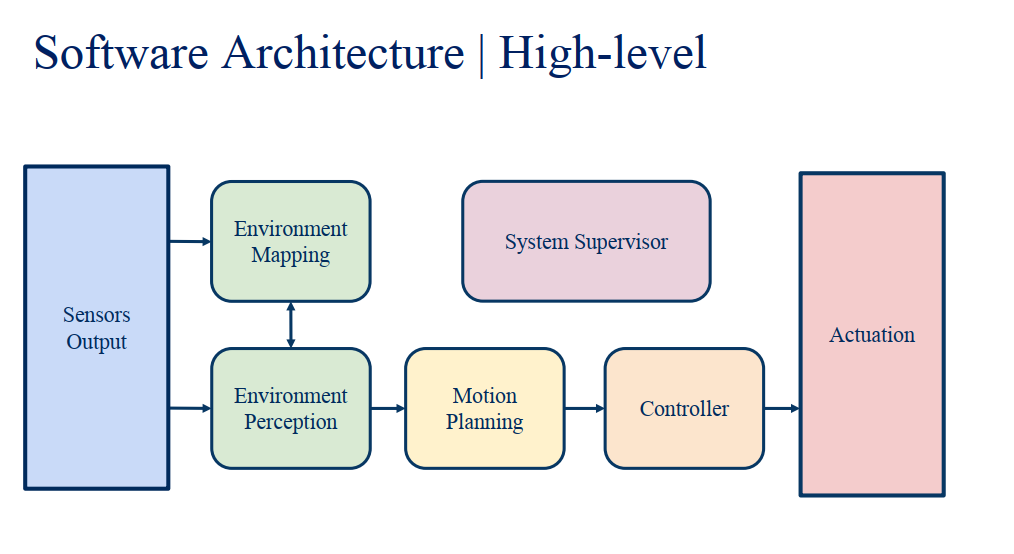 Software Architecture | High-level
Sensors
Output
Environment
Mapping
System Supervisor
Environment
Perception
Motion
Planning
Controller
Actuation